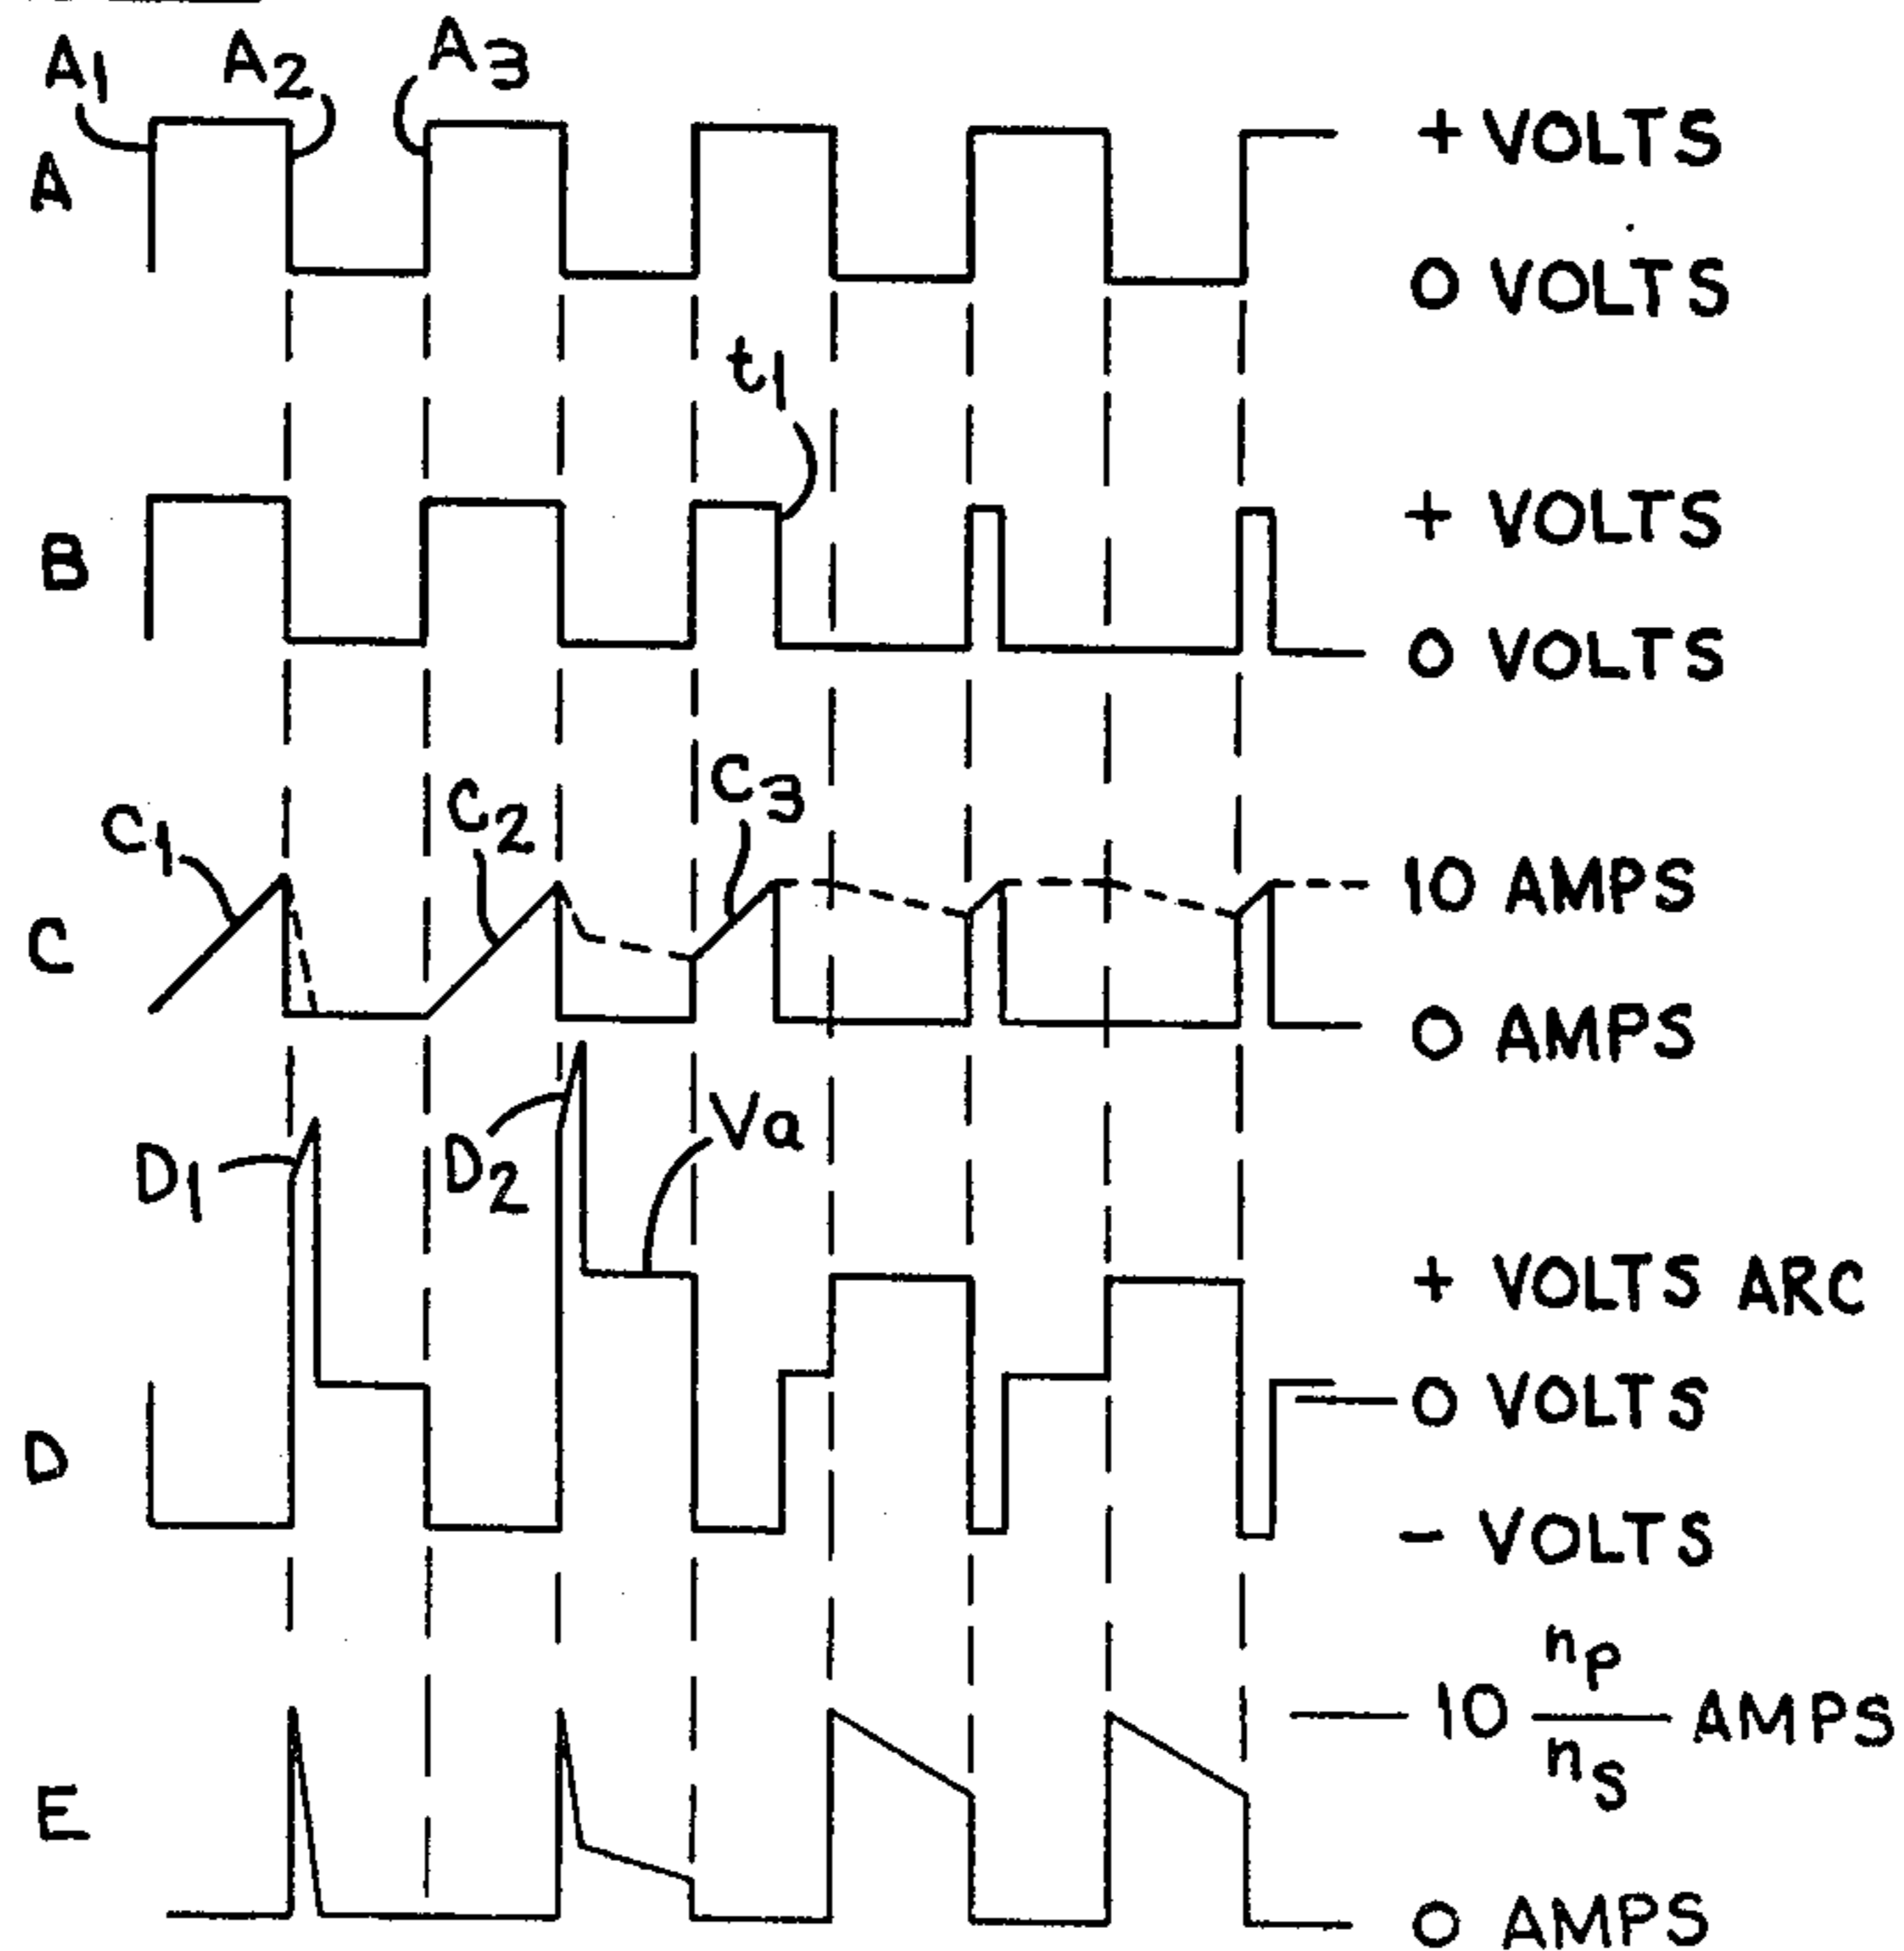 A1 A2 A3
A
+ VOLTS
0 VOLTS
t1
B
+ VOLTS
0 VOLTS
C1 C2 C3
C
10 AMPS
0 AMPS
D1 D2 Va
D
+ VOLTS ARC
0 VOLTS
- VOLTS
E
10 np/ns AMPS
0 AMPS